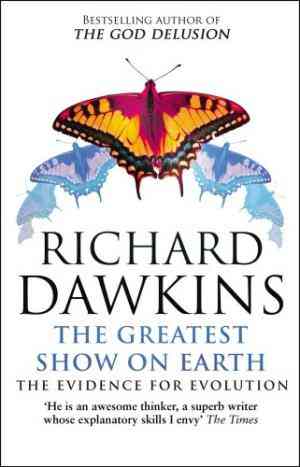 BESTSELLING AUTHOR OF
THE GOD DELUSION
RICHARD
DAWKINS
THE GREATEST
SHOW ON EARTH
THE EVIDENCE FOR EVOLUTION
'He is an awesome thinker, a superb writer
whose explanatory skills I envy' The Times